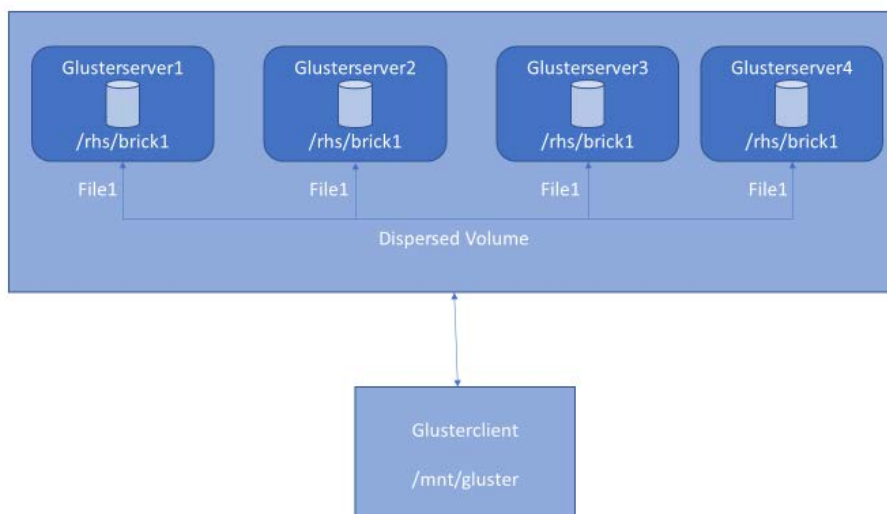 Glusterserver1
/rhs/brick1
Glusterserver2
/rhs/brick1
Glusterserver3
/rhs/brick1
Glusterserver4
/rhs/brick1
File1
File1
File1
File1
Dispersed Volume
Glusterclient
/mnt/gluster